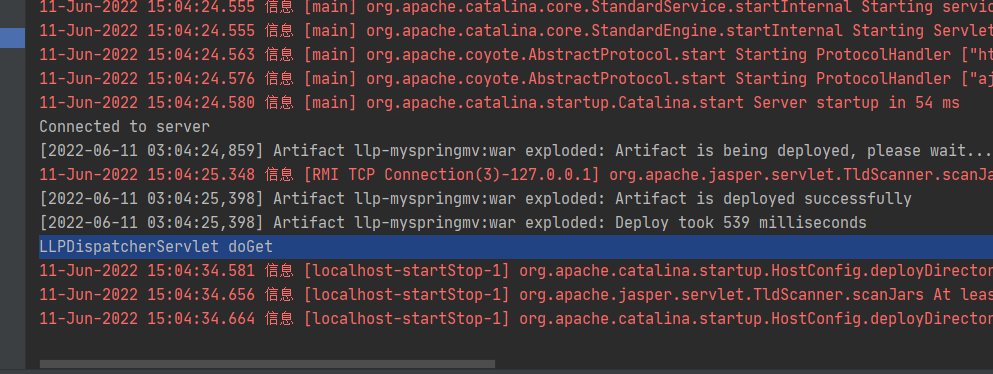 11-Jun-2022 15:04:24.555 信息 [main] org.apache.catalina.core.StandardService.startInternal Starting servic
11-Jun-2022 15:04:24.555 信息 [main] org.apache.catalina.core.StandardEngine.startInternal Starting Servlet
11-Jun-2022 15:04:24.563 信息 [main] org.apache.coyote.AbstractProtocol.start Starting ProtocolHandler ["ht
11-Jun-2022 15:04:24.576 信息 [main] org.apache.coyote.AbstractProtocol.start Starting ProtocolHandler ["aj
11-Jun-2022 15:04:24.580 信息 [main] org.apache.catalina.startup.Catalina.start Server startup in 54 ms
Connected to server
[2022-06-11 03:04:24,859] Artifact llp-myspringmv:war exploded: Artifact is being deployed, please wait...
11-Jun-2022 15:04:25.348 信息 [RMI TCP Connection(3)-127.0.0.1] org.apache.jasper.servlet.TldScanner.scanJa
[2022-06-11 03:04:25,398] Artifact llp-myspringmv:war exploded: Artifact is deployed successfully
[2022-06-11 03:04:25,398] Artifact llp-myspringmv:war exploded: Deploy took 539 milliseconds
LLPDispatcherServlet doGet
11-Jun-2022 15:04:34.581 信息 [localhost-startStop-1] org.apache.catalina.startup.HostConfig.deployDirector
11-Jun-2022 15:04:34.656 信息 [localhost-startStop-1] org.apache.jasper.servlet.TldScanner.scanJars At leas
11-Jun-2022 15:04:34.664 信息 [localhost-startStop-1] org.apache.catalina.startup.HostConfig.deployDirector